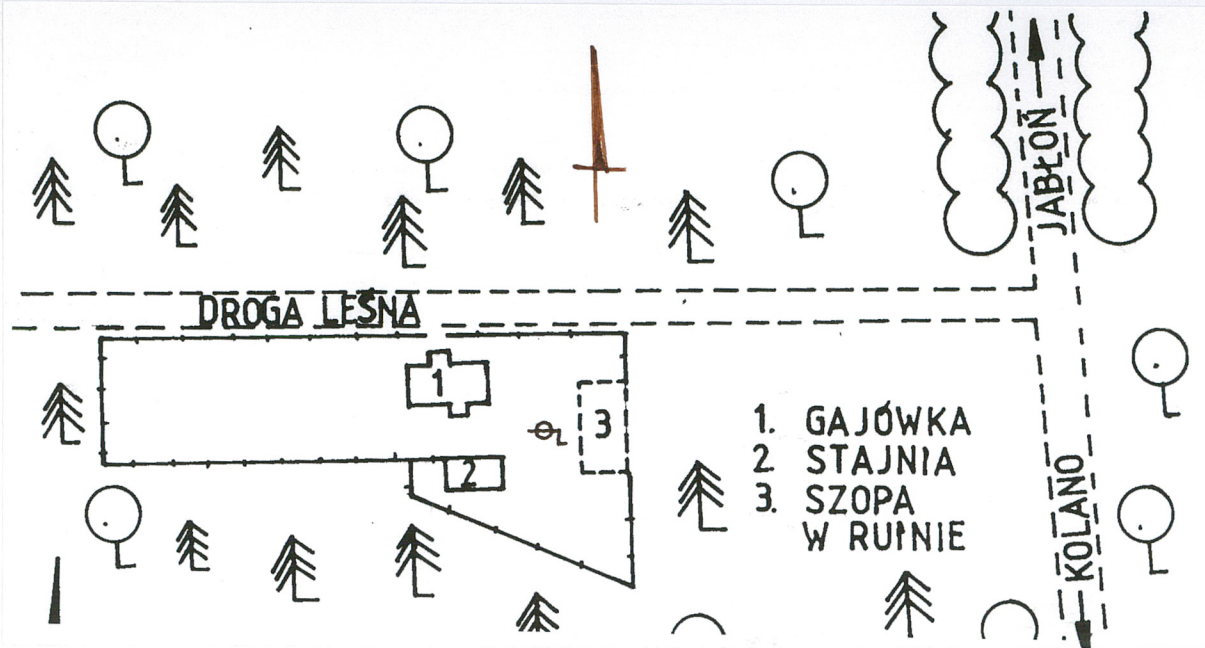 JABŁOŃ
DROGA LEŚNA
1
2
3
1. GAJÓWKA
2. STAJNIA
3. SZOPA
W RUINIE
KOLANO